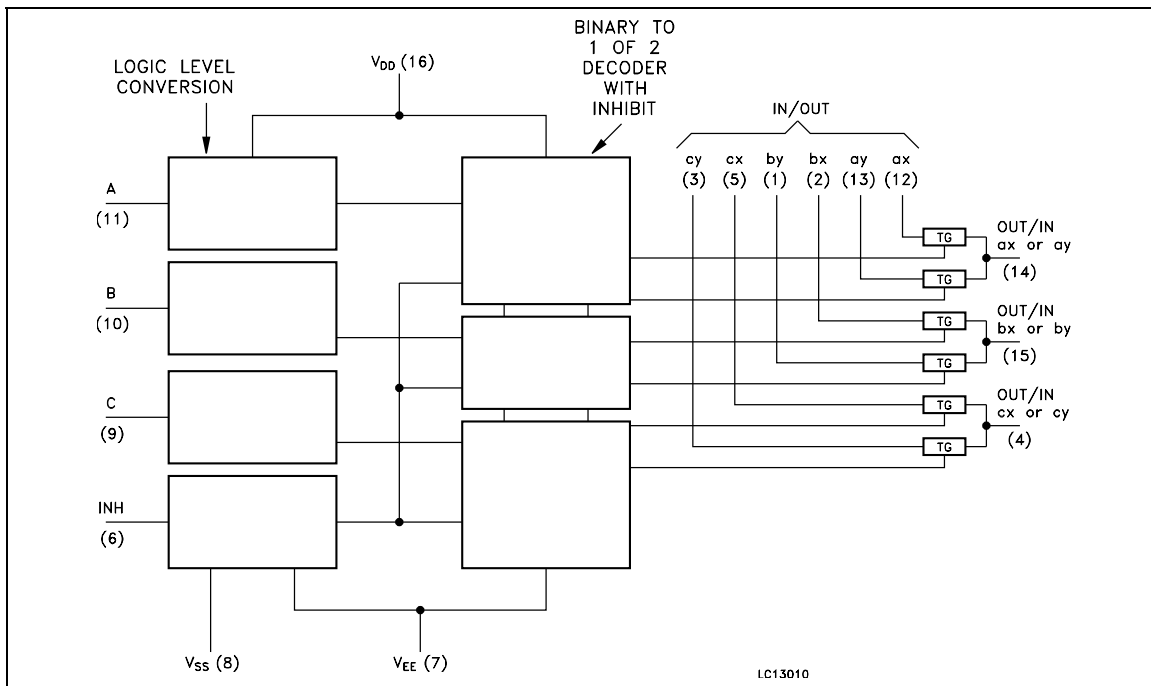 BINARY TO
1 OF 2
DECODER
WITH
INHIBIT
VDD (16)
LOGIC LEVEL
CONVERSION
IN/OUT
cy
cx
by
bx
ay
ax
(3)
(5)
(1)
(2)
(13)
(12)
A
(11)
TG
OUT/IN
ax or ay
(14)
TG
B
(10)
TG
OUT/IN
bx or by
(15)
TG
C
(9)
TG
OUT/IN
cx or cy
(4)
TG
INH
(6)
VSS (8)
VEE (7)
LC13010